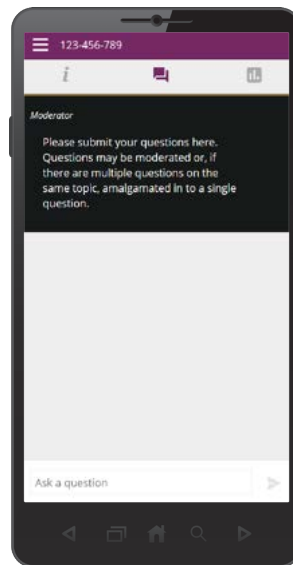 123-456-789
i
Moderator
Please submit your questions here.
Questions may be moderated or, if
there are multiple questions on the
same topic, amalgamated in to a single
question.
Ask a question